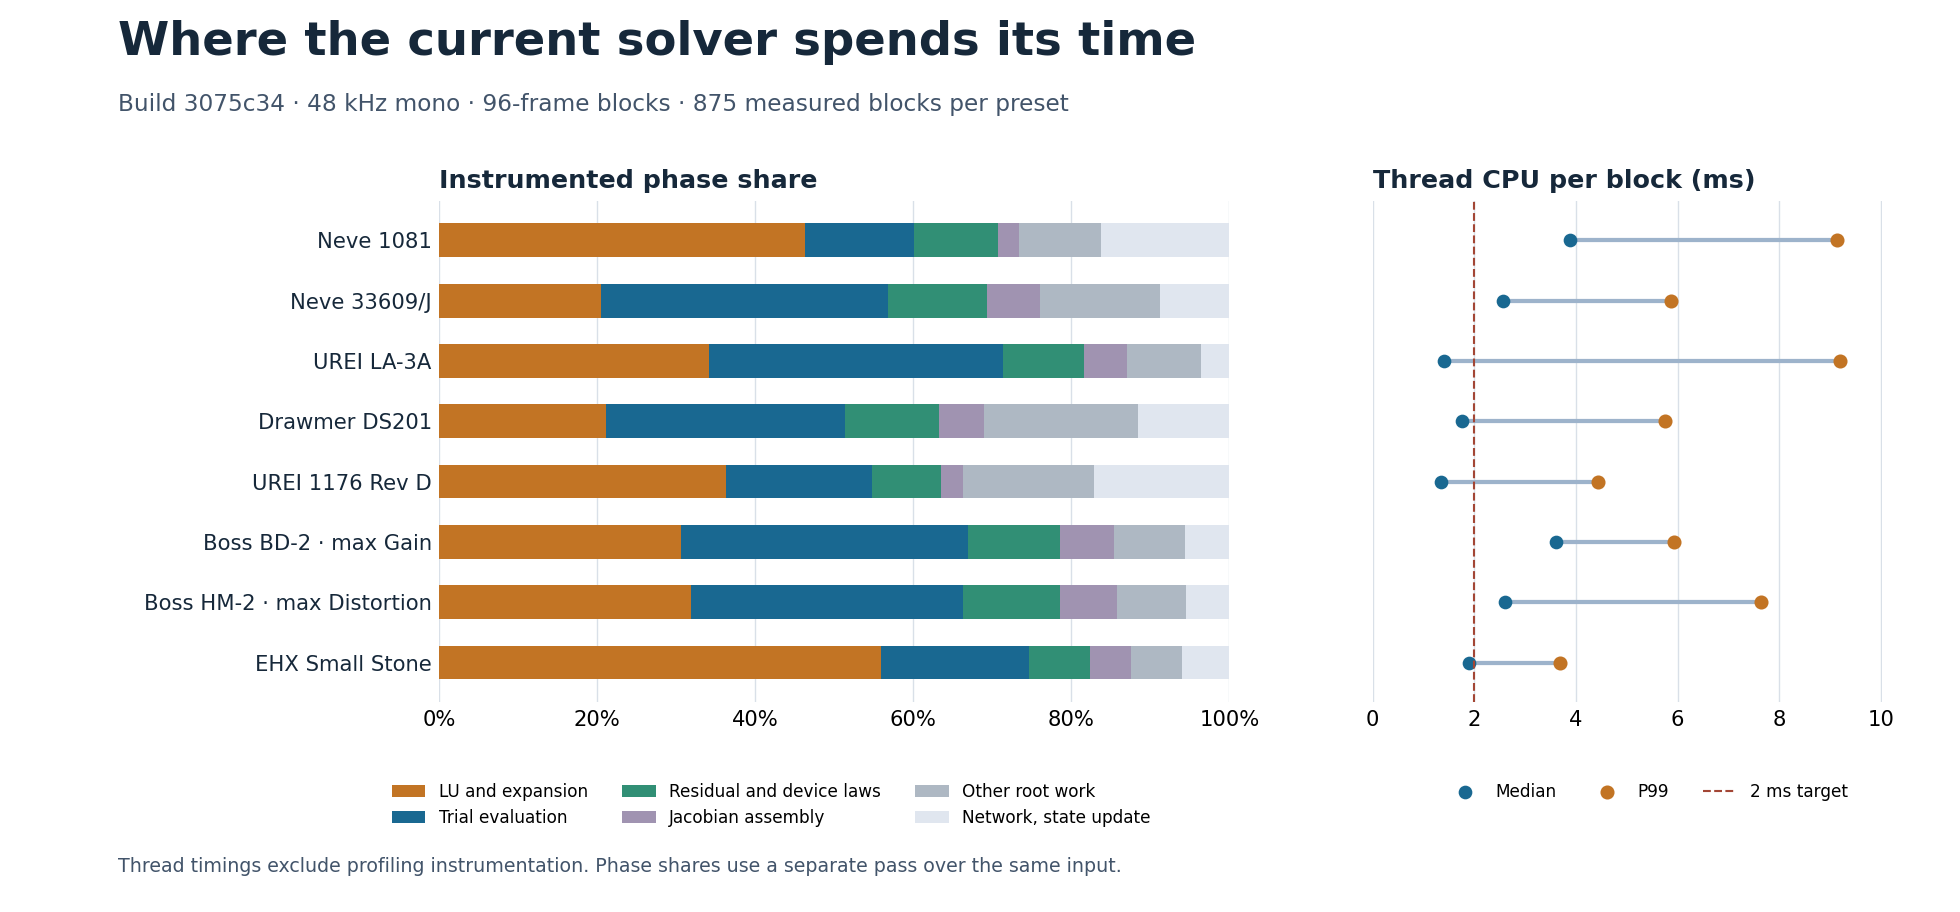 Where the current solver spends its time
Build 3075c34 · 48 kHz mono · 96-frame blocks · 875 measured blocks per preset
Instrumented phase share
Neve 1081
Neve 33609/J
UREI LA-3A
Drawmer DS201
UREI 1176 Rev D
Boss BD-2 · max Gain
Boss HM-2 · max Distortion
EHX Small Stone
0% 20% 40% 60% 80% 100%
LU and expansion
Trial evaluation
Residual and device laws
Jacobian assembly
Other root work
Network, state update
Thread CPU per block (ms)
0 2 4 6 8 10
Median P99 2 ms target
Thread timings exclude profiling instrumentation. Phase shares use a separate pass over the same input.